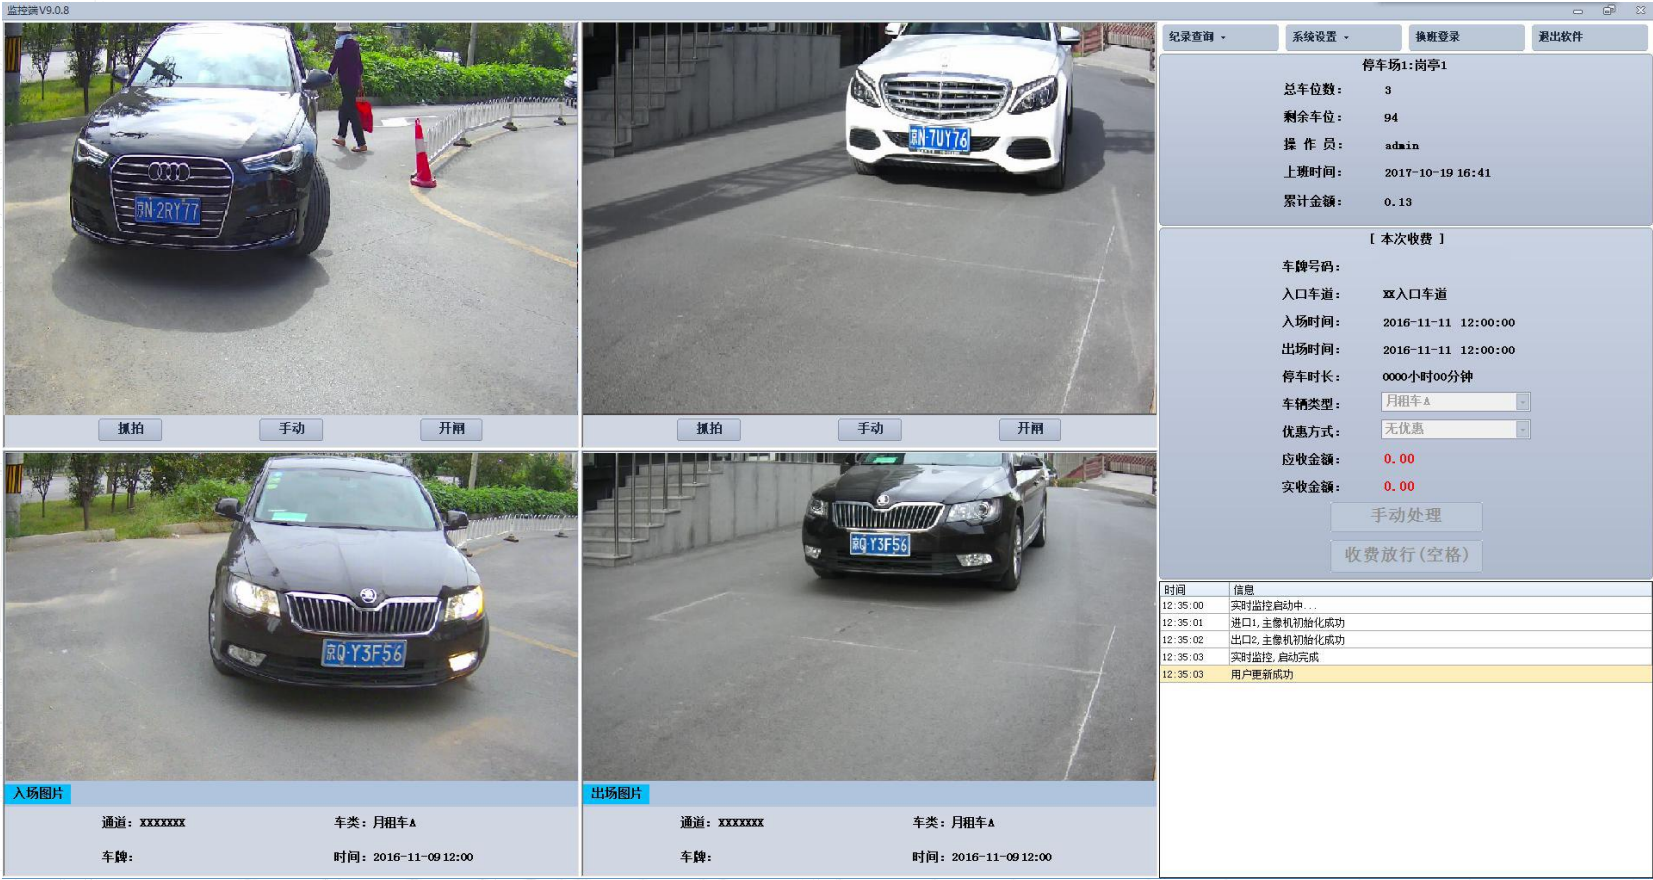 监控端V9.0.8
纪录查询 系统设置 换班登录 退出软件
京N·2RY77
京N·7UY76
抓拍 手动 开闸
抓拍 手动 开闸
京Q·Y3F56
京Q·Y3F56
入场图片
通道：XXXXXXX 车类：月租车A
车牌： 时间：2016-11-09 12:00
出场图片
通道：XXXXXXX 车类：月租车A
车牌： 时间：2016-11-09 12:00
停车场1:岗亭1
总车位数： 3
剩余车位： 94
操 作 员： admin
上班时间： 2017-10-19 16:41
累计金额： 0.13
[ 本次收费 ]
车牌号码：
入口车道： XX入口车道
入场时间： 2016-11-11 12:00:00
出场时间： 2016-11-11 12:00:00
停车时长： 0000小时00分钟
车辆类型： 月租车A
优惠方式： 无优惠
应收金额： 0.00
实收金额： 0.00
手动处理
收费放行(空格)
时间 信息
12:35:00 实时监控启动中...
12:35:01 进口1,主像机初始化成功
12:35:02 出口2,主像机初始化成功
12:35:03 实时监控,启动完成
12:35:03 用户更新成功